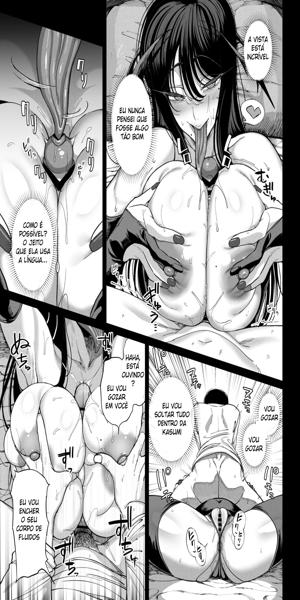 A VISTA
ESTÁ
INCRÍVEL
EU NUNCA
PENSEI QUE
FOSSE ALGO
TÃO BOM
COMO É
POSSÍVEL?
O JEITO
QUE ELA USA
A LÍNGUA...
EU
VOU
GOZAR
VOU
GOZAR
EU VOU
SOLTAR TUDO
DENTRO DA
KASUMI
HAHA,
ESTÁ
OUVINDO
?
EU VOU
GOZAR EM
VOCÊ
EU VOU
ENCHER O
SEU CORPO
DE FLUIDOS